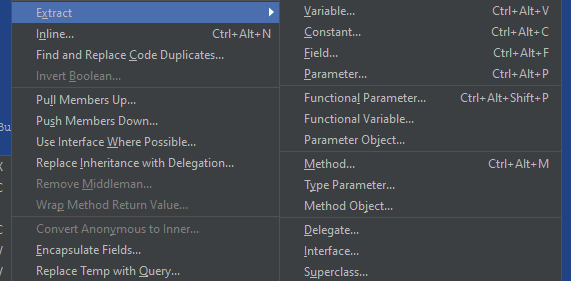 Extract
Inline... Ctrl+Alt+N
Find and Replace Code Duplicates...
Invert Boolean...
Pull Members Up...
Push Members Down...
Use Interface Where Possible...
Replace Inheritance with Delegation...
Remove Middleman...
Wrap Method Return Value...
Convert Anonymous to Inner...
Encapsulate Fields...
Replace Temp with Query...
Variable... Ctrl+Alt+V
Constant... Ctrl+Alt+C
Field... Ctrl+Alt+F
Parameter... Ctrl+Alt+P
Functional Parameter... Ctrl+Alt+Shift+P
Functional Variable...
Parameter Object...
Method... Ctrl+Alt+M
Type Parameter...
Method Object...
Delegate...
Interface...
Superclass...